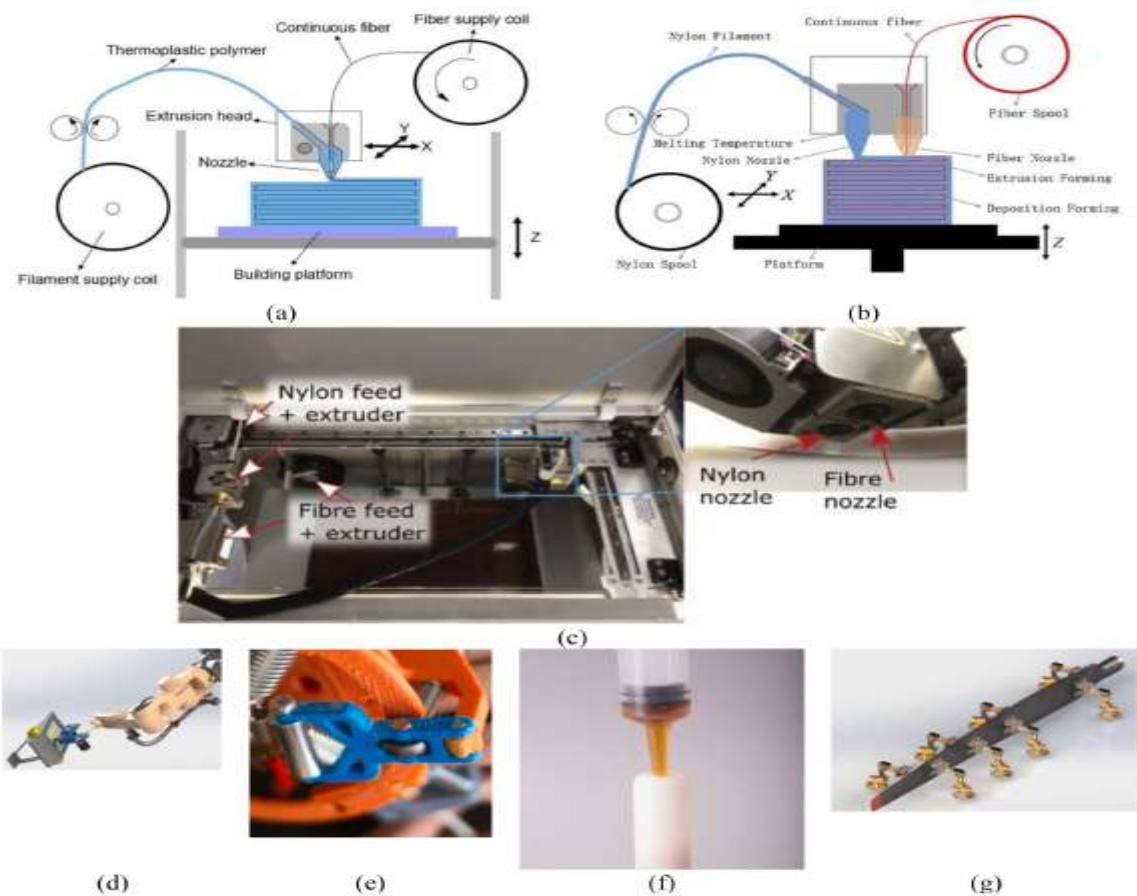 Continuous fiber
Fiber supply coil
Thermoplastic polymer
Extrusion head
Nozzle
Y
X
Z
Filament supply coil
Building platform
(a)
Continuous fiber
Nylon Filament
Fiber Spool
Melting Temperature
Nylon Nozzle
Fiber Nozzle
Extrusion Forming
Deposition Forming
Y
X
Z
Nylon Spool
Platform
(b)
Nylon feed
+ extruder
Fibre feed
+ extruder
Nylon
nozzle
Fibre
nozzle
(c)
(d)
(e)
(f)
(g)